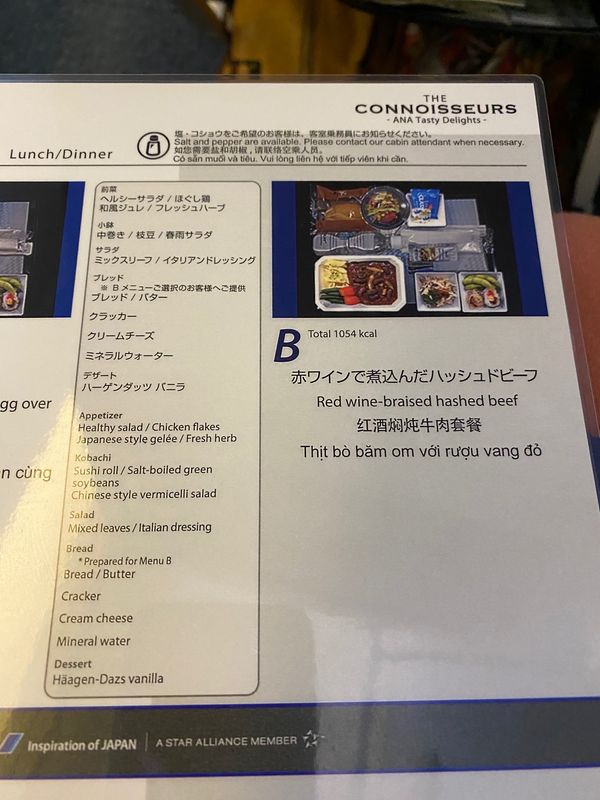 THE
CONNOISSEURS
- ANA Tasty Delights -
Lunch/Dinner
塩・コショウをご希望のお客様は、客室乗務員にお知らせください。
Salt and pepper are available. Please contact our cabin attendant when necessary.
如您需要盐和胡椒，请联络空乘人员。
Có sẵn muối và tiêu. Vui lòng liên hệ với tiếp viên khi cần.
前菜
ヘルシーサラダ / ほぐし鶏
和風ジュレ / フレッシュハーブ
小鉢
中巻き / 枝豆 / 春雨サラダ
サラダ
ミックスリーフ / イタリアンドレッシング
ブレッド
※ Bメニューご選択のお客様へご提供
ブレッド / バター
クラッカー
クリームチーズ
ミネラルウォーター
デザート
ハーゲンダッツ バニラ
Appetizer
Healthy salad / Chicken flakes
Japanese style gelée / Fresh herb
Kobachi
Sushi roll / Salt-boiled green
soybeans
Chinese style vermicelli salad
Salad
Mixed leaves / Italian dressing
Bread
*Prepared for Menu B
Bread / Butter
Cracker
Cream cheese
Mineral water
Dessert
Häagen-Dazs vanilla
B Total 1054 kcal
赤ワインで煮込んだハッシュドビーフ
Red wine-braised hashed beef
红酒焖炖牛肉套餐
Thịt bò băm om với rượu vang đỏ
gg over
n cùng
Inspiration of JAPAN | A STAR ALLIANCE MEMBER